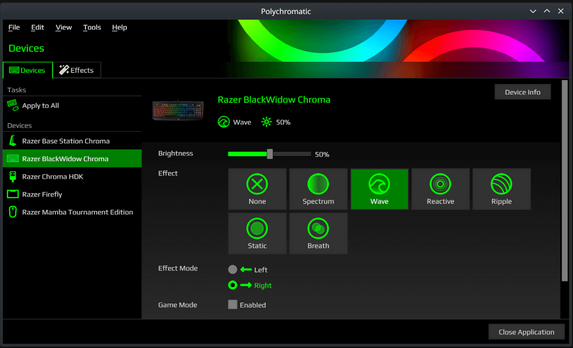 Polychromatic
File Edit View Tools Help
Devices
Devices Effects
Tasks
Apply to All
Devices
Razer Base Station Chroma
Razer BlackWidow Chroma
Razer Chroma HDK
Razer Firefly
Razer Mamba Tournament Edition
Device Info
Razer BlackWidow Chroma
Wave 50%
Brightness 50%
Effect
None Spectrum Wave Reactive Ripple
Static Breath
Effect Mode Left
Right
Game Mode Enabled
Close Application